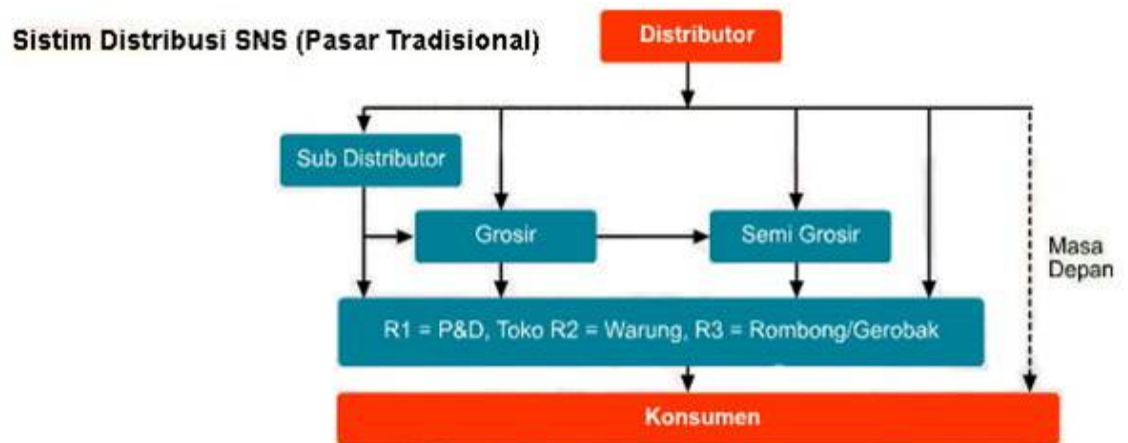 Sistim Distribusi SNS (Pasar Tradisional)
Distributor
Sub Distributor
Grosir
Semi Grosir
Masa
Depan
R1 = P&D, Toko R2 = Warung, R3 = Rombong/Gerobak
Konsumen